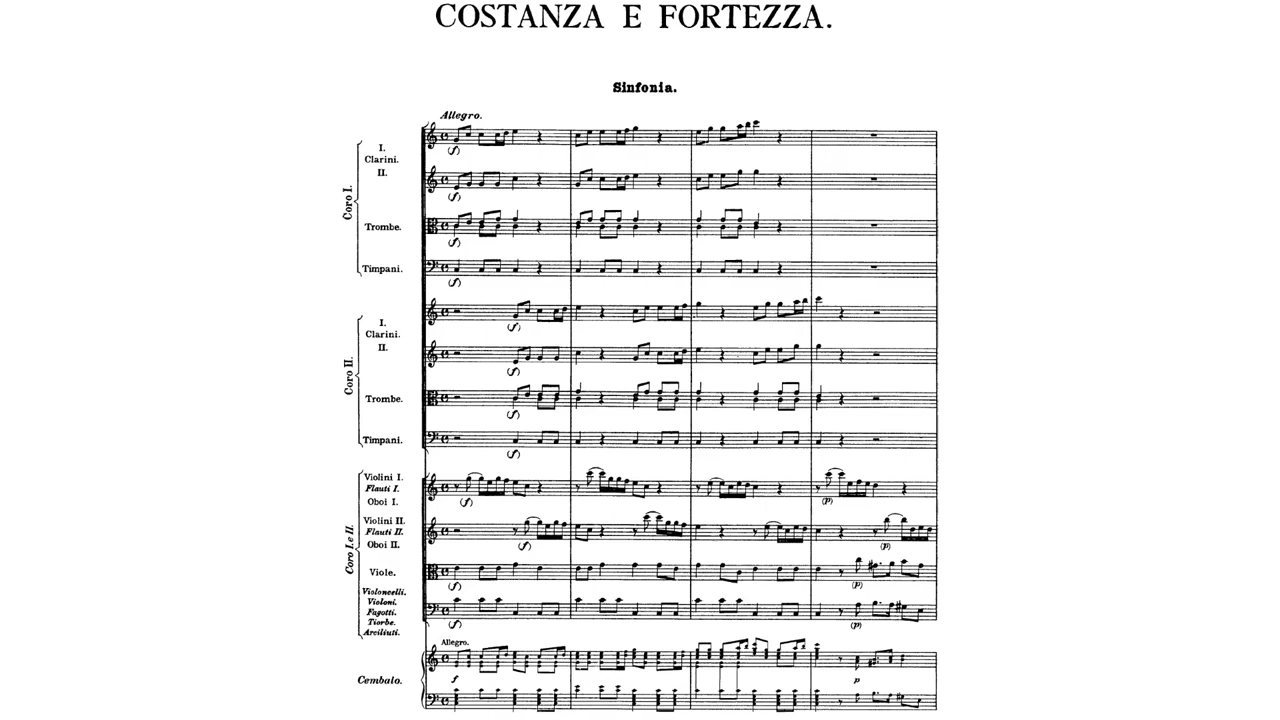 COSTANZA E FORTEZZA.
Sinfonia.
Allegro.
Coro I.
I.
Clarini.
II.
(f)
(f)
Trombe.
(f)
Timpani.
(f)
Coro II.
I.
Clarini.
II.
(f)
(f)
Trombe.
(f)
Timpani.
(f)
Coro I. e II.
Violini I.
Flauti I.
Oboi I.
(f) (p)
Violini II.
Flauti II.
Oboi II.
(f) (p)
Viole.
(f) (p)
Violoncelli.
Violoni.
Fagotti.
Tiorbe.
Arciliuti.
(f) (p)
Allegro.
Cembalo.
f p